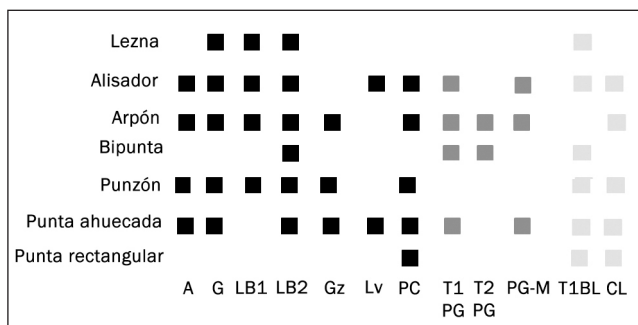 Lezna
Alisador
Arpón
Bipunta
Punzón
Punta ahuecada
Punta rectangular
A G LB1 LB2 Gz Lv PC T1 T2 PG-M T1BL CL
PG PG